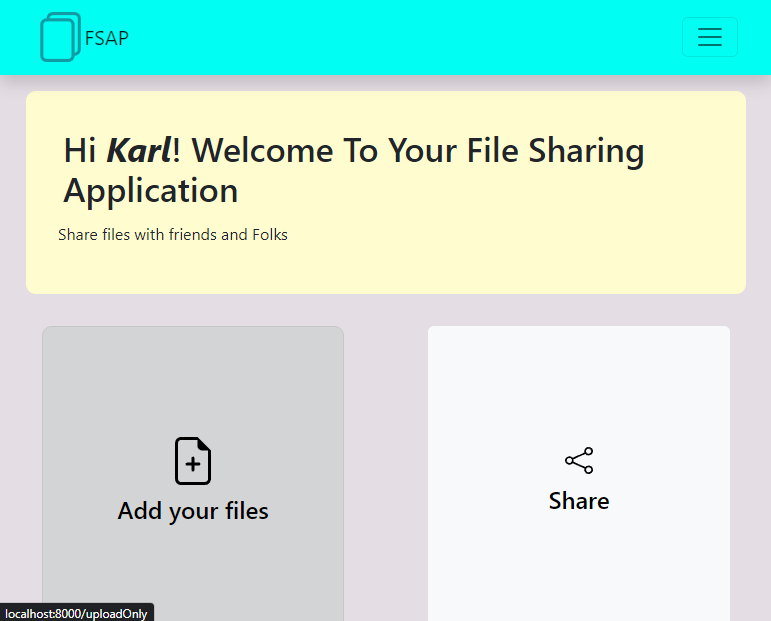 FSAP
Hi Karl! Welcome To Your File Sharing
Application
Share files with friends and Folks
Add your files
Share
localhost:8000/uploadOnly